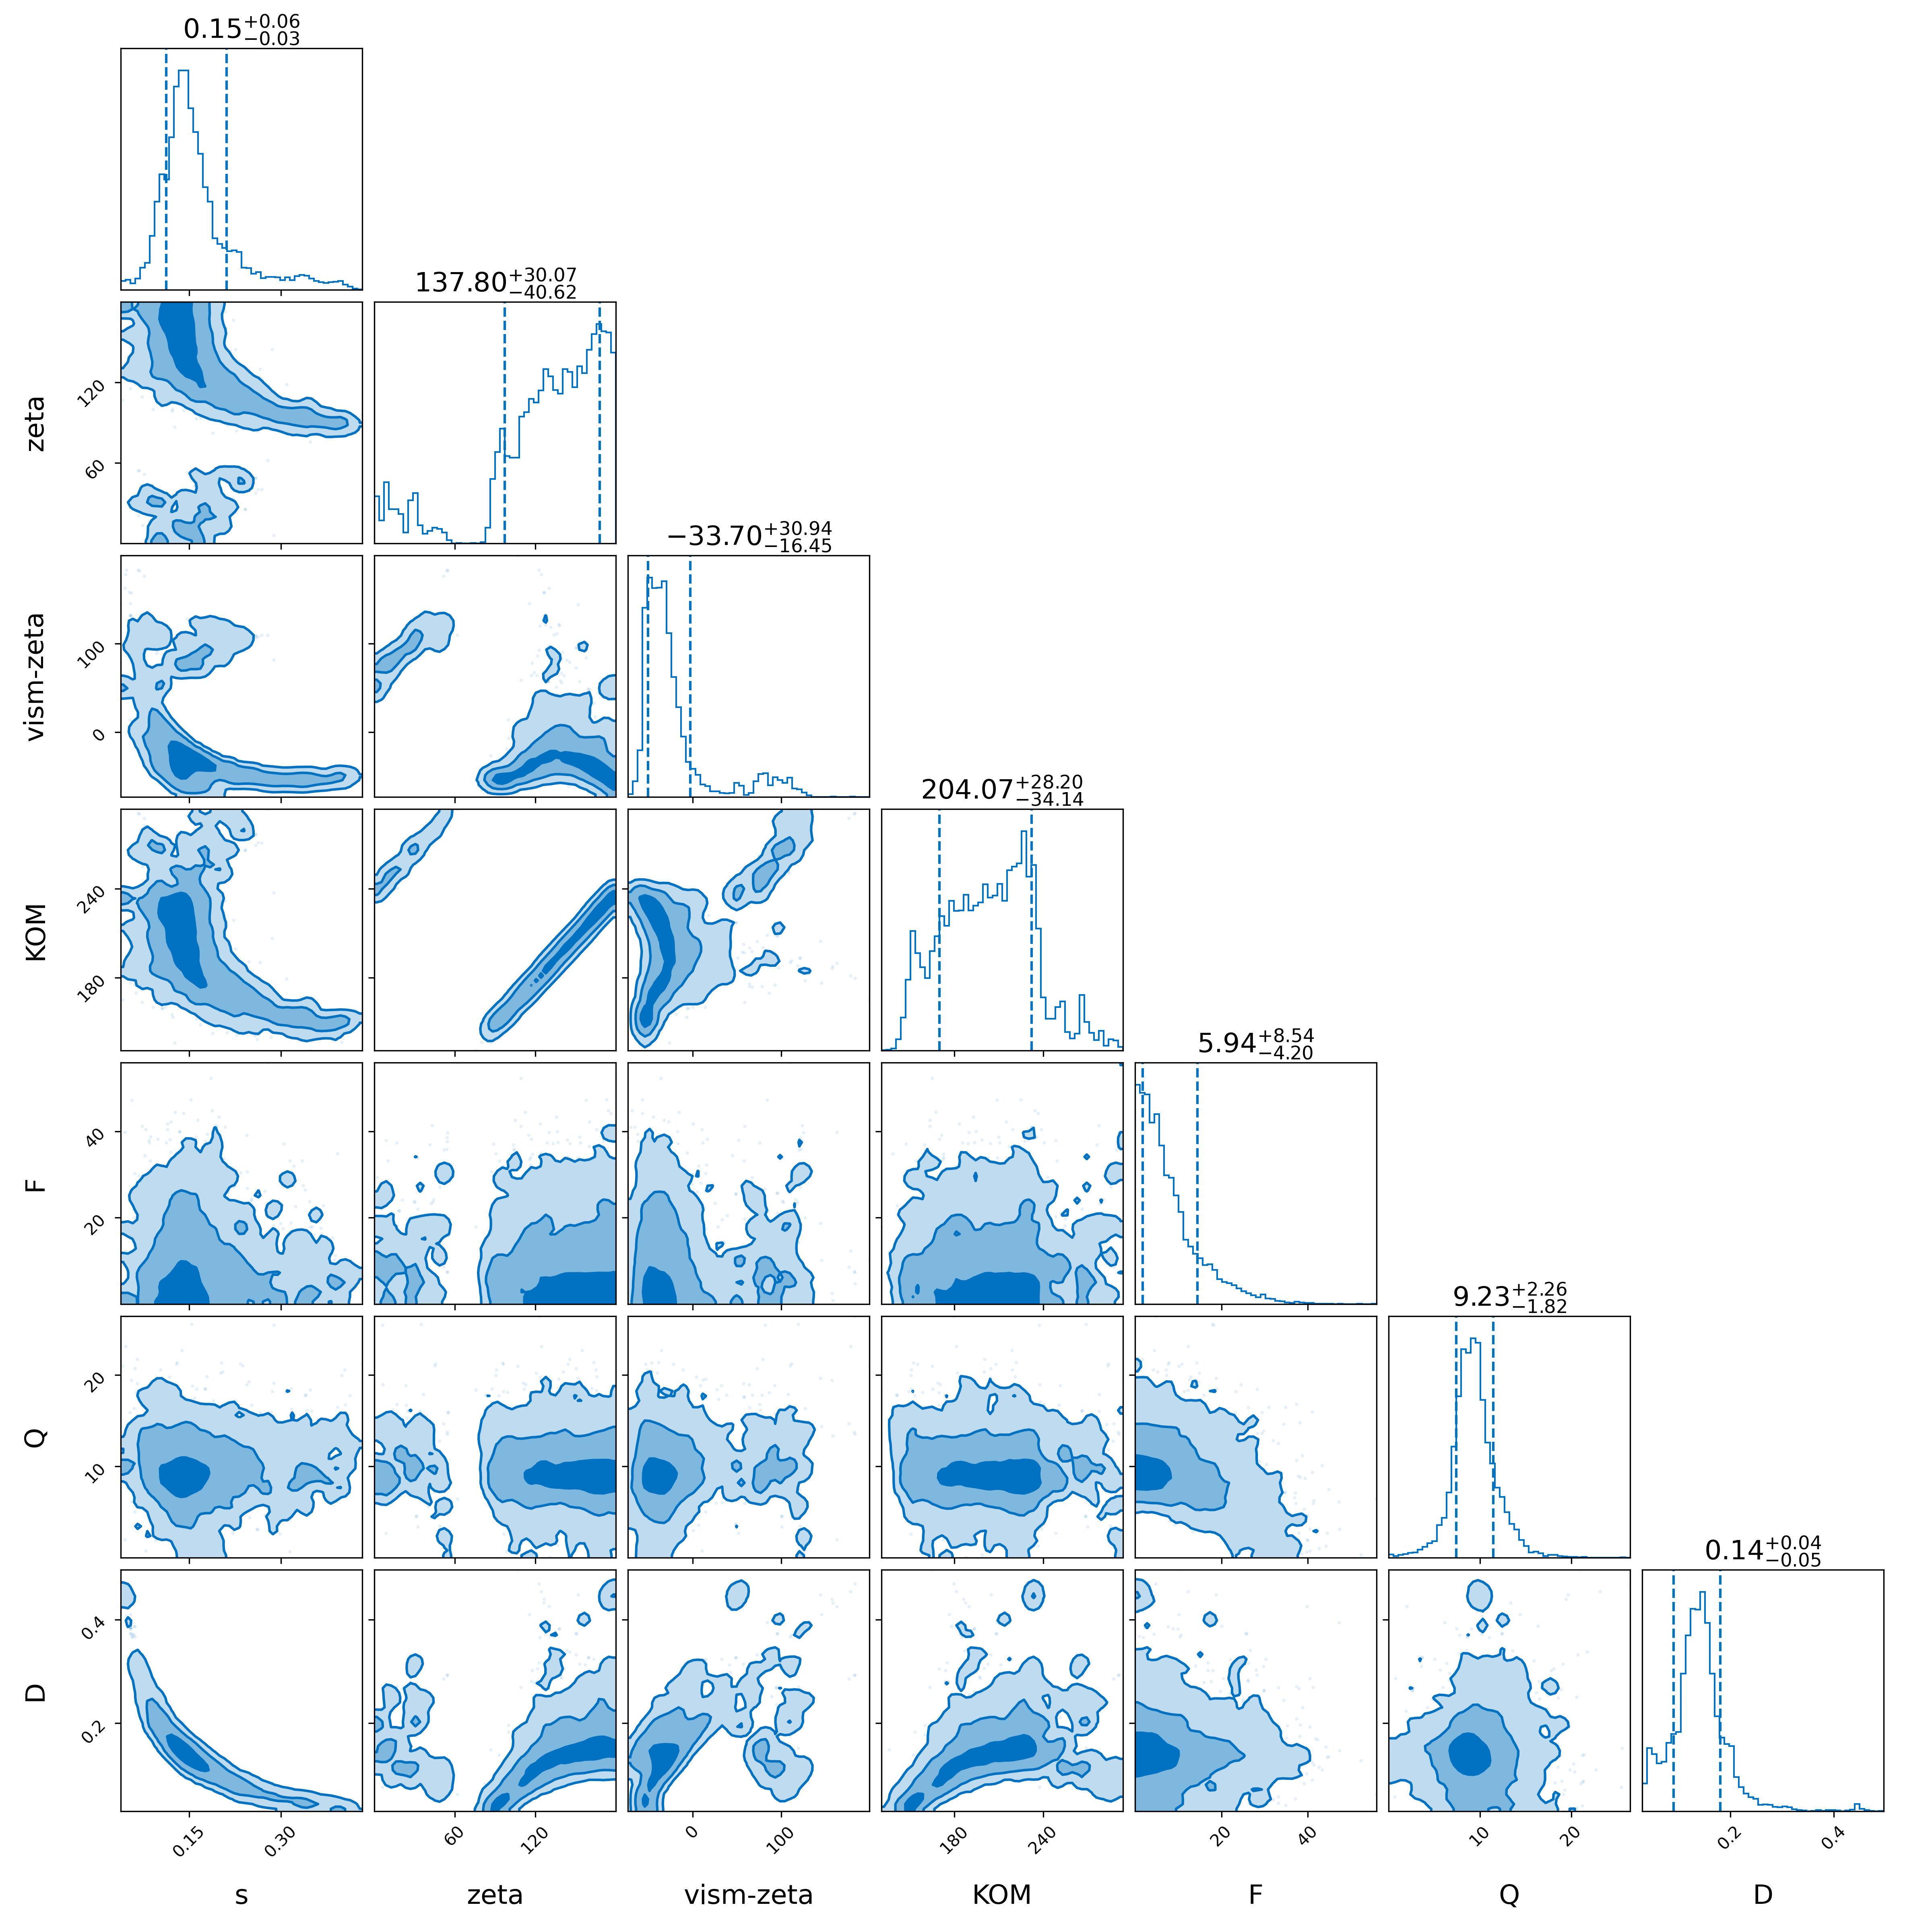 0.15+0.06−0.03
137.80+30.07−40.62
zeta
120
60
−33.70+30.94−16.45
vism-zeta
100
0
204.07+28.20−34.14
KOM
240
180
5.94+8.54−4.20
F
40
20
9.23+2.26−1.82
Q
20
10
0.14+0.04−0.05
D
0.4
0.2
0.15 0.30 60 120 0 100 180 240 20 40 10 20 0.2 0.4
s zeta vism-zeta KOM F Q D